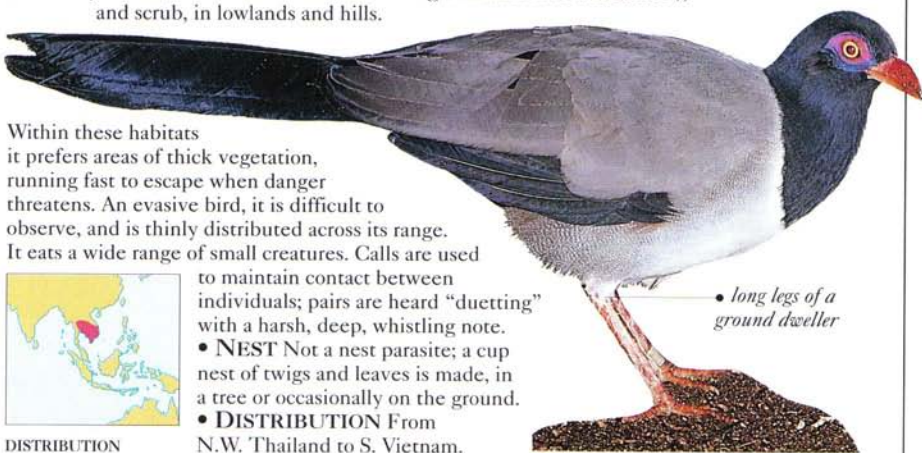 and scrub, in lowlands and hills.
Within these habitats
it prefers areas of thick vegetation,
running fast to escape when danger
threatens. An evasive bird, it is difficult to
observe, and is thinly distributed across its range.
It eats a wide range of small creatures. Calls are used
to maintain contact between
individuals; pairs are heard “duetting”
with a harsh, deep, whistling note.
• NEST Not a nest parasite; a cup
nest of twigs and leaves is made, in
a tree or occasionally on the ground.
• DISTRIBUTION From
N.W. Thailand to S. Vietnam.
• long legs of a
ground dweller
DISTRIBUTION